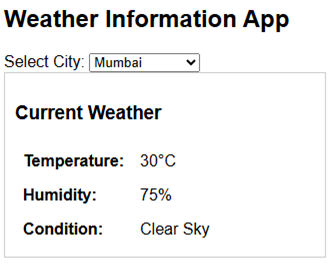 Weather Information App
Select City: Mumbai
Current Weather
Temperature: 30°C
Humidity: 75%
Condition: Clear Sky